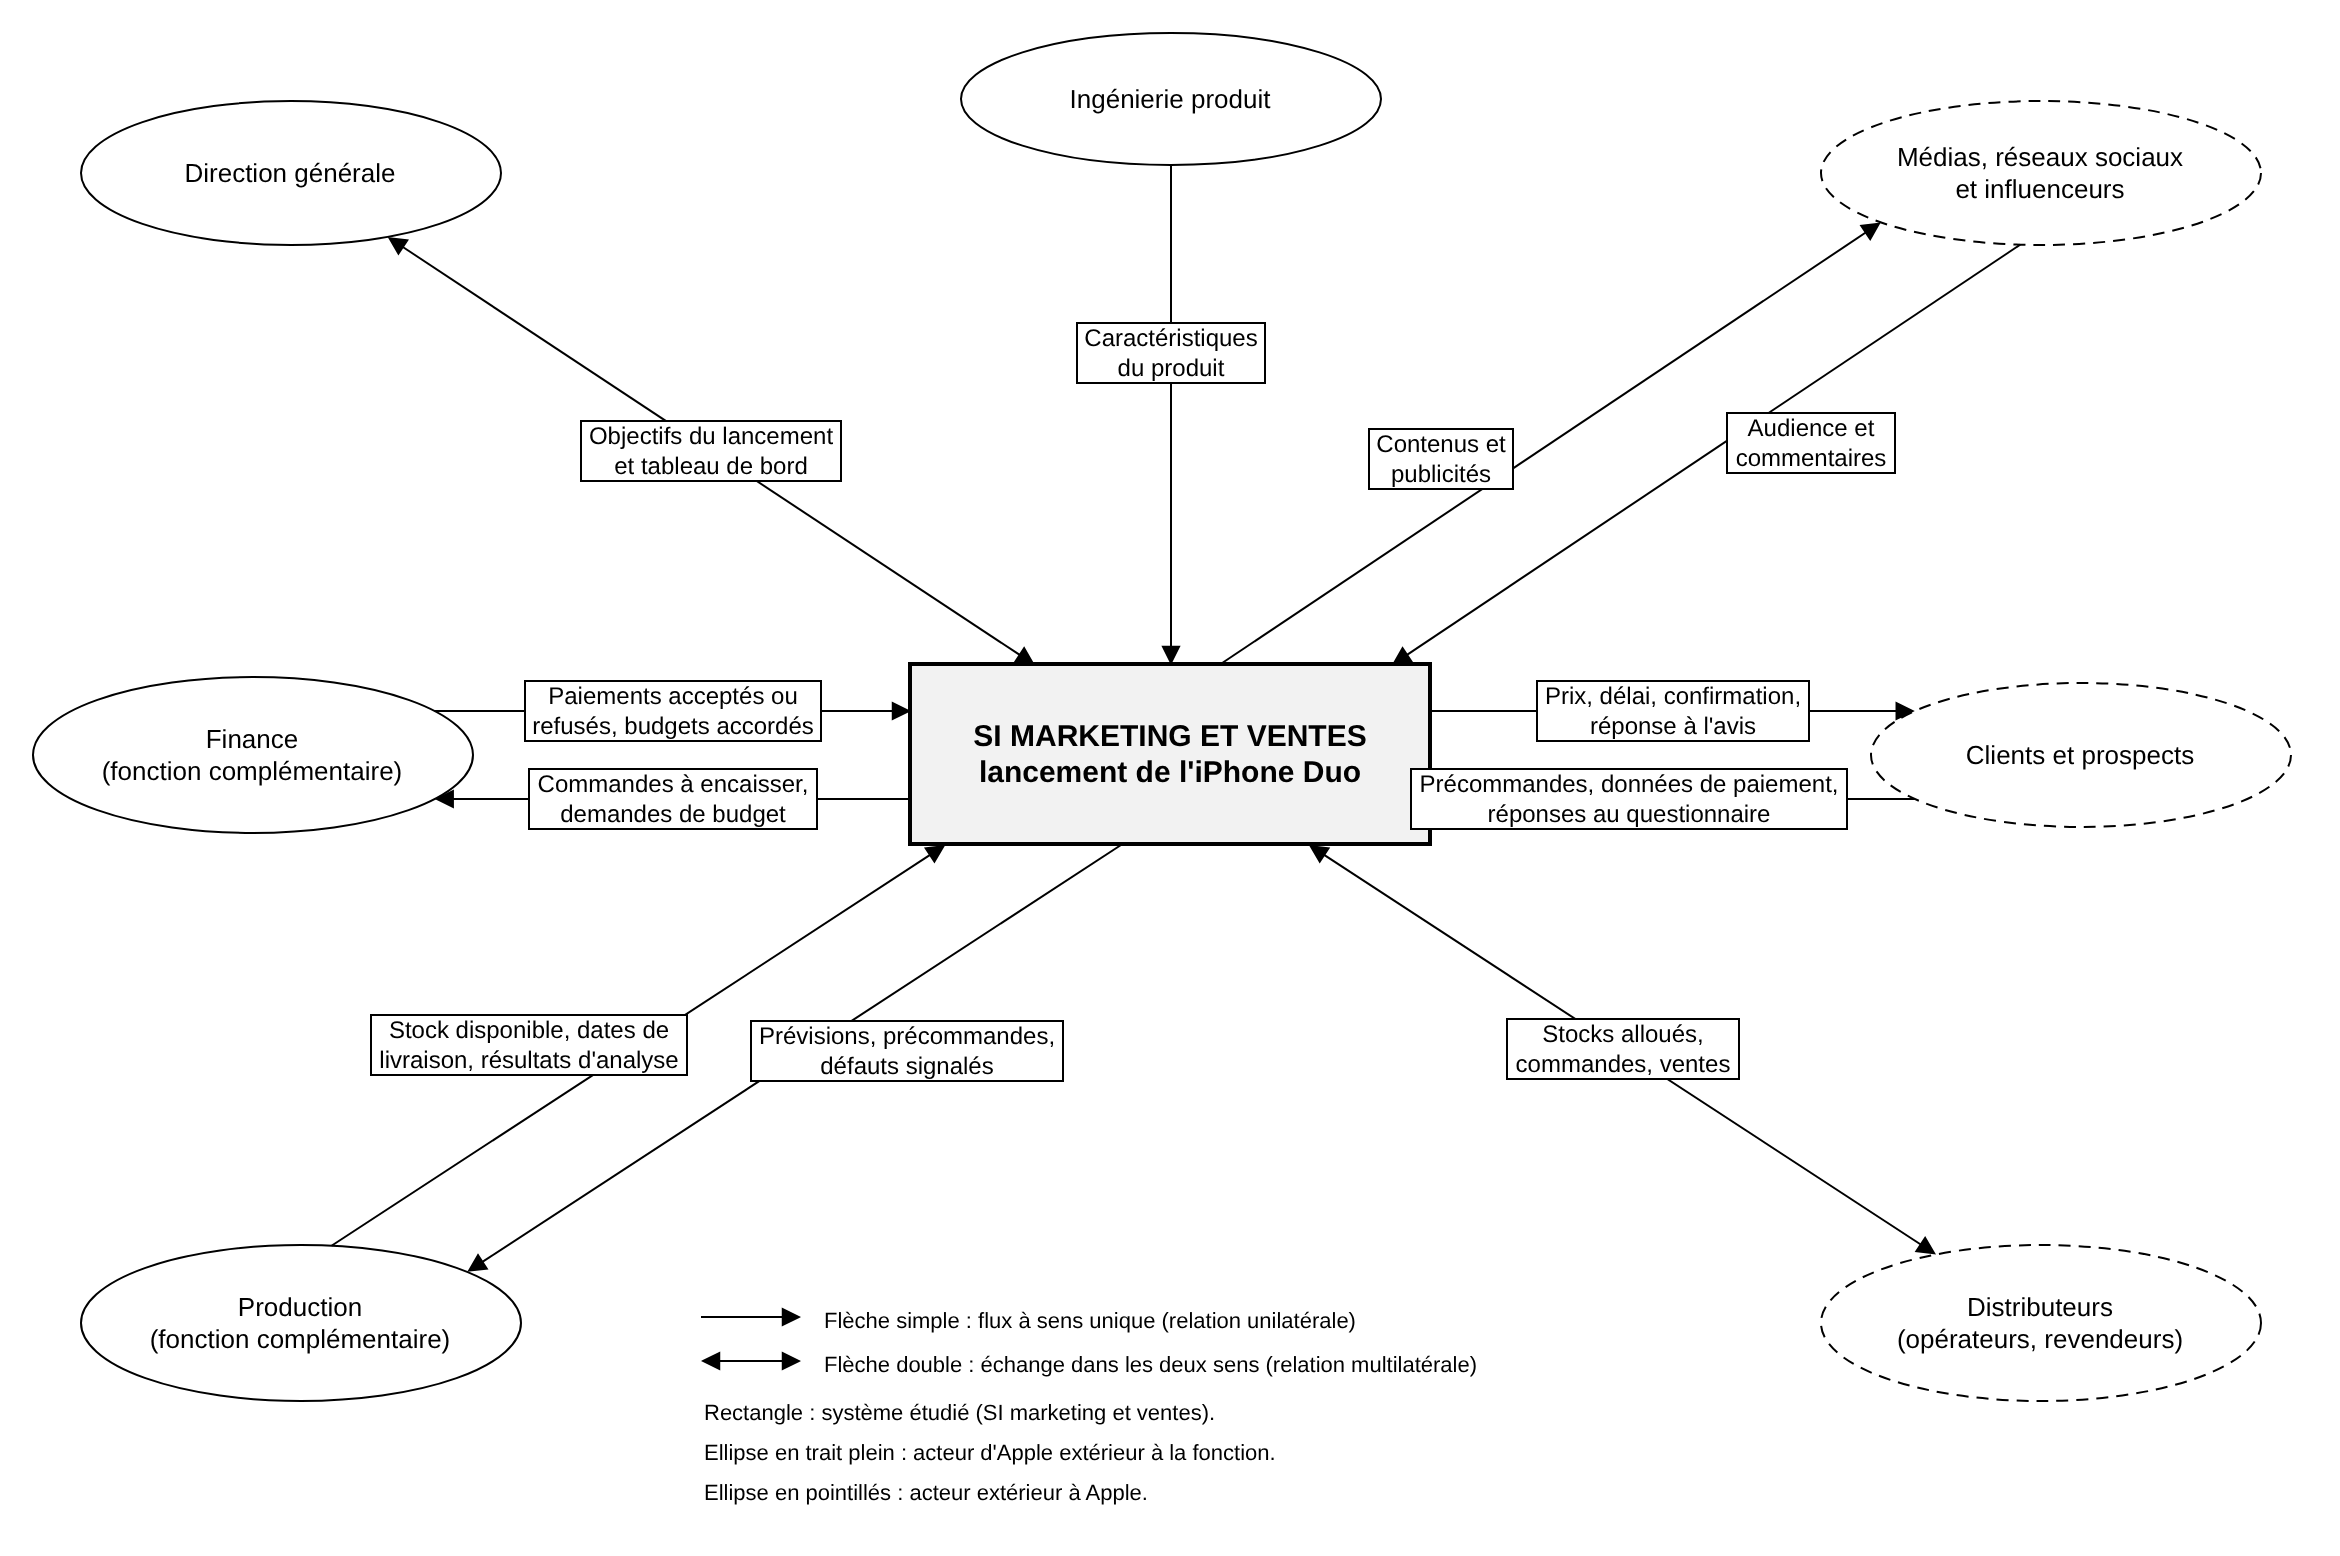 Ingénierie produit
Direction générale
Médias, réseaux sociaux
et influenceurs
Caractéristiques
du produit
Objectifs du lancement
et tableau de bord
Contenus et
publicités
Audience et
commentaires
Paiements acceptés ou
refusés, budgets accordés
Prix, délai, confirmation,
réponse à l'avis
Finance
(fonction complémentaire)
SI MARKETING ET VENTES
lancement de l'iPhone Duo
Clients et prospects
Commandes à encaisser,
demandes de budget
Précommandes, données de paiement,
réponses au questionnaire
Stock disponible, dates de
livraison, résultats d'analyse
Prévisions, précommandes,
défauts signalés
Stocks alloués,
commandes, ventes
Production
(fonction complémentaire)
Distributeurs
(opérateurs, revendeurs)
Flèche simple : flux à sens unique (relation unilatérale)
Flèche double : échange dans les deux sens (relation multilatérale)
Rectangle : système étudié (SI marketing et ventes).
Ellipse en trait plein : acteur d'Apple extérieur à la fonction.
Ellipse en pointillés : acteur extérieur à Apple.